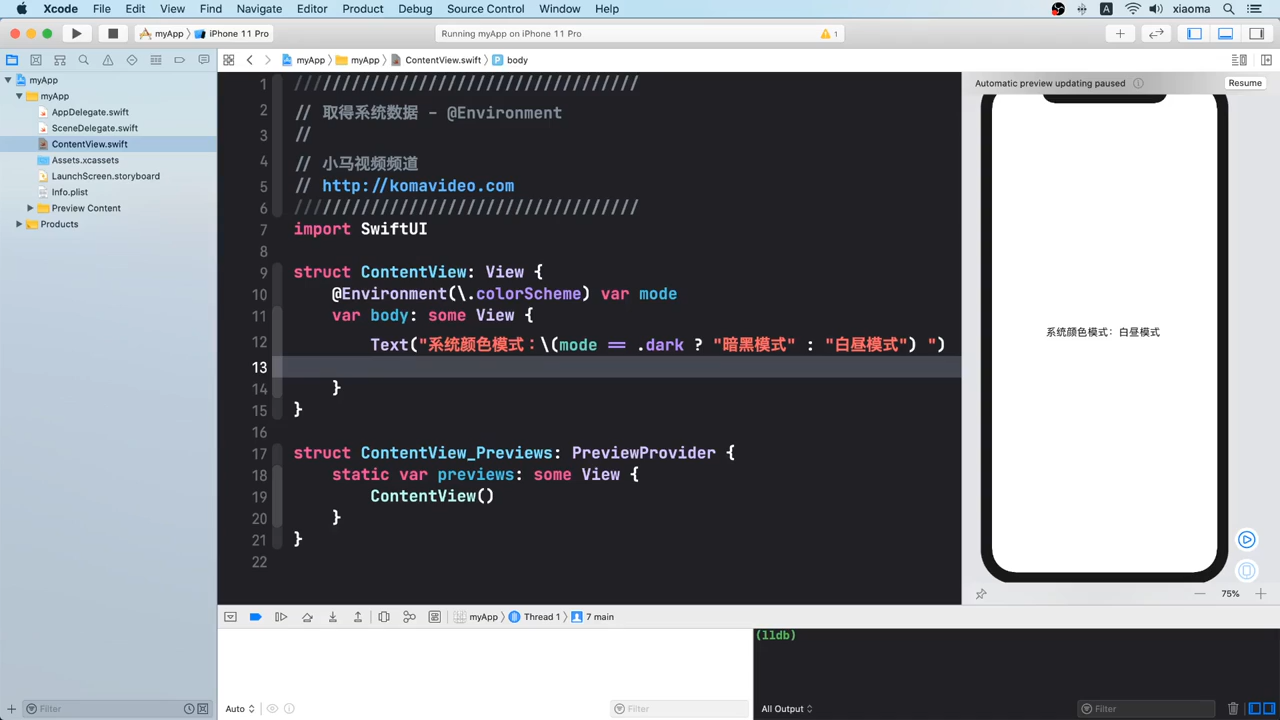 Xcode File Edit View Find Navigate Editor Product Debug Source Control Window Help A xiaoma
myApp iPhone 11 Pro Running myApp on iPhone 11 Pro 1
myApp myApp ContentView.swift P body
myApp
myApp
AppDelegate.swift
SceneDelegate.swift
ContentView.swift
Assets.xcassets
LaunchScreen.storyboard
Info.plist
Preview Content
Products
1 ////////////////////////////////////
2 // 取得系统数据 - @Environment
3 //
4 // 小马视频频道
5 // http://komavideo.com
6 ////////////////////////////////////
7 import SwiftUI
8
9 struct ContentView: View {
10 @Environment(\.colorScheme) var mode
11 var body: some View {
12 Text("系统颜色模式：\(mode == .dark ? "暗黑模式" : "白昼模式") ")
13
14 }
15 }
16
17 struct ContentView_Previews: PreviewProvider {
18 static var previews: some View {
19 ContentView()
20 }
21 }
22
Automatic preview updating paused Resume
系统颜色模式：白昼模式
75%
myApp Thread 1 7 main
(lldb)
Filter Auto Filter All Output Filter